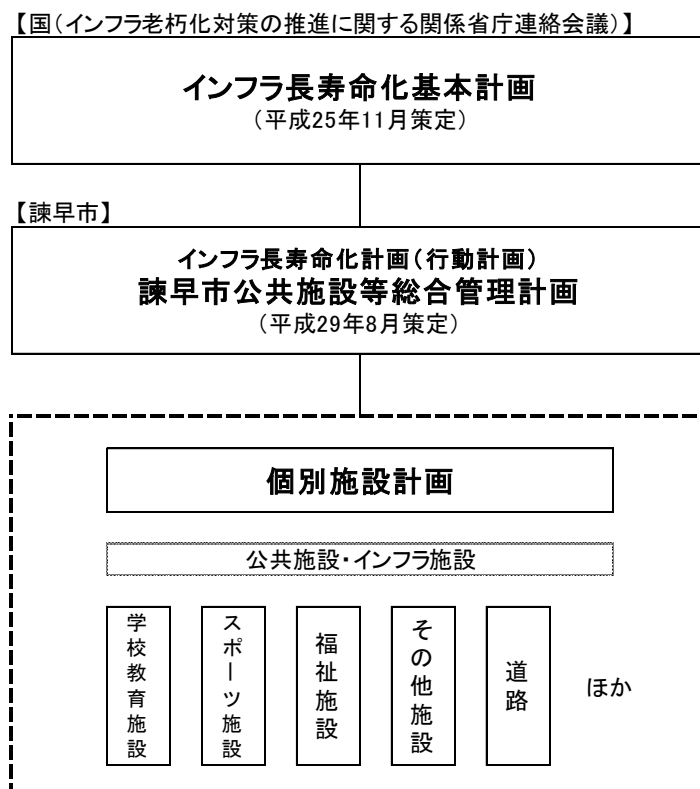 【国（インフラ老朽化対策の推進に関する関係省庁連絡会議）】
インフラ長寿命化基本計画
（平成25年11月策定）
【諫早市】
インフラ長寿命化計画（行動計画）
諫早市公共施設等総合管理計画
（平成29年8月策定）
個別施設計画
公共施設・インフラ施設
学校教育施設
スポーツ施設
福祉施設
その他施設
道路
ほか